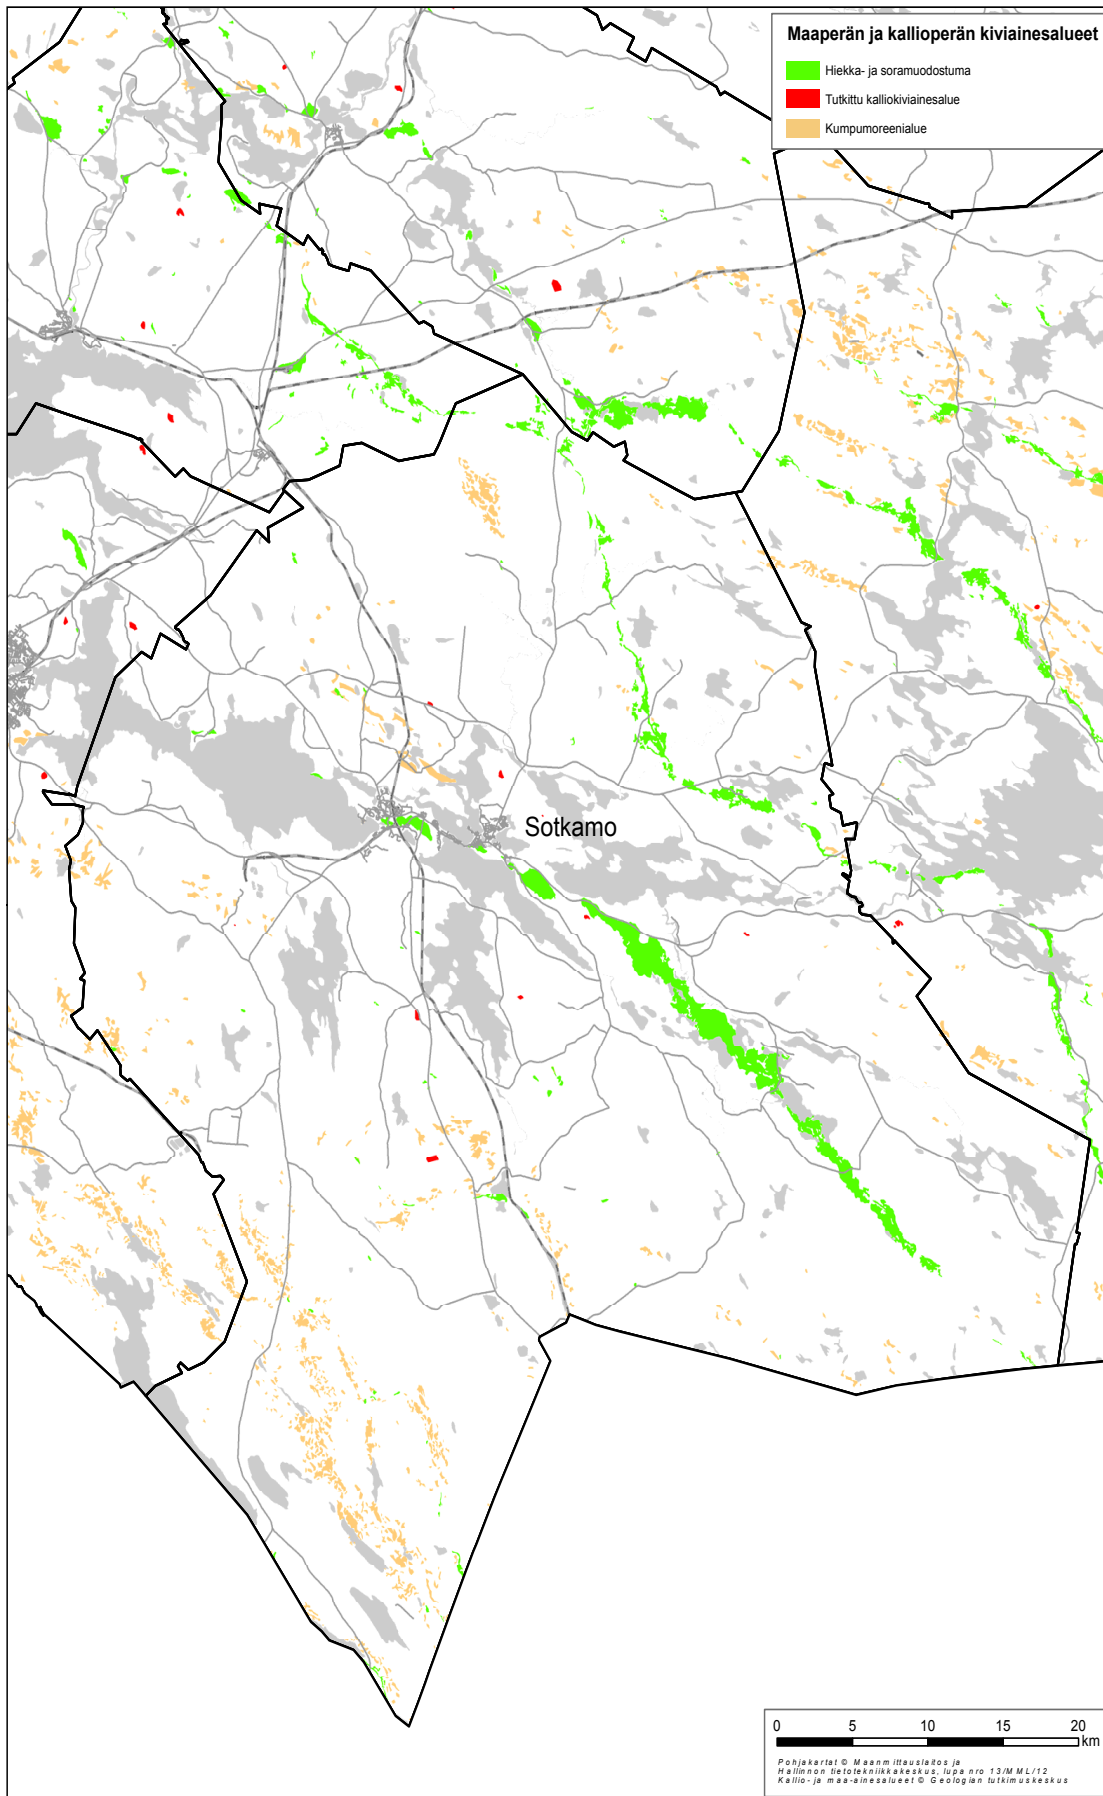 Maaperän ja kallioperän kiviainesalueet
Hiekka- ja soramuodostuma
Tutkittu kalliokiviainesalue
Kumpumoreenialue
Sotkamo
0 5 10 15 20
km
Pohjakartat © Maanmittauslaitos ja
Hallinnon tietotekniikkakeskus, lupa nro 13/MML/12
Kallio- ja maa-ainesalueet © Geologian tutkimuskeskus